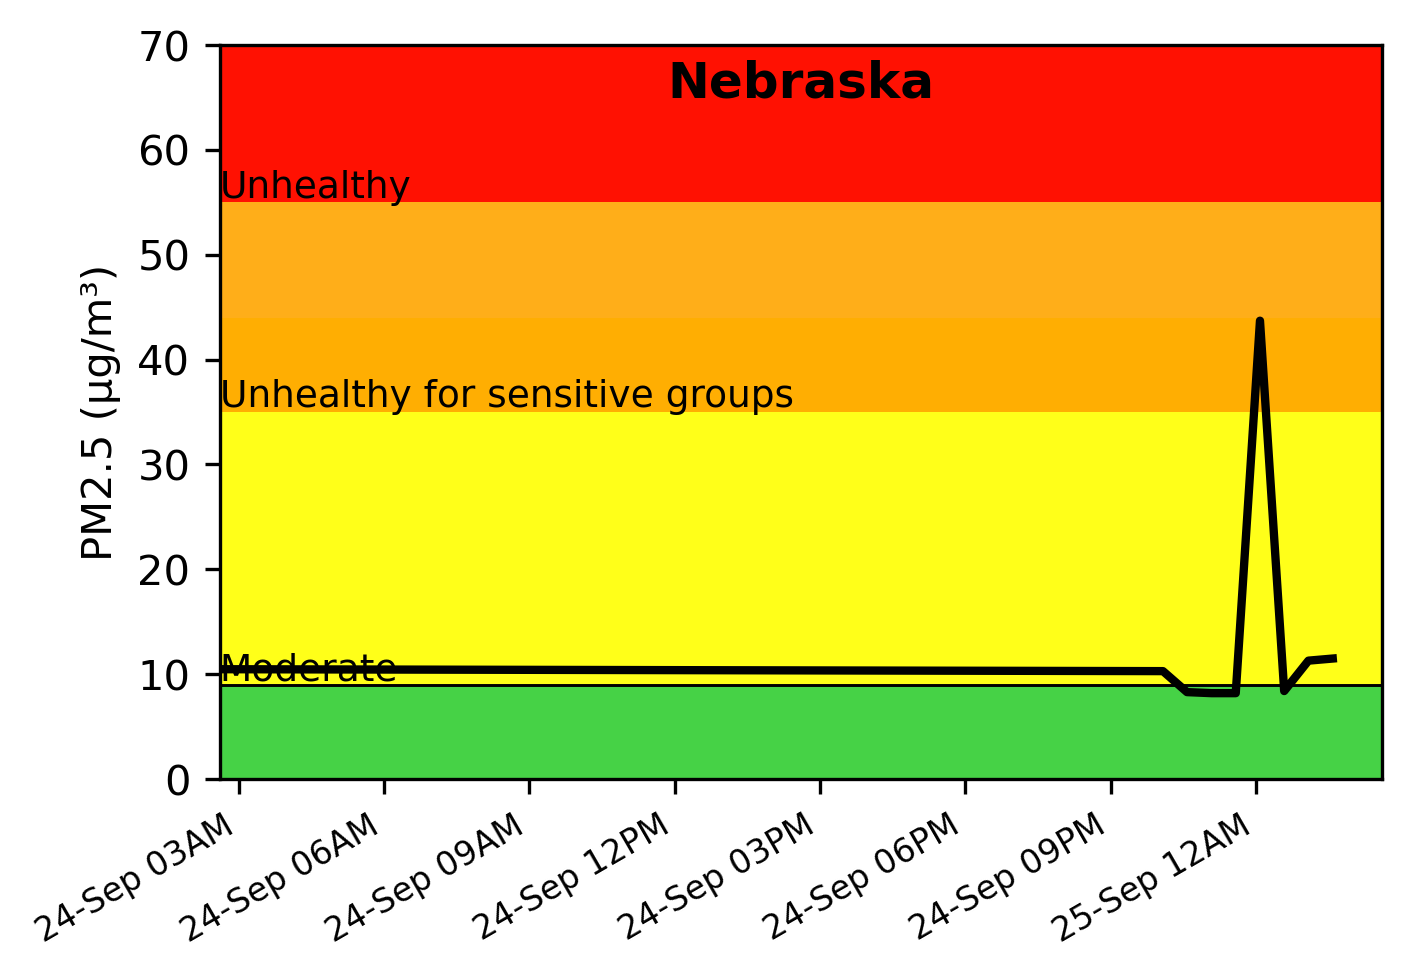 Nebraska
70
60
50
40
30
20
10
0
PM2.5 (µg/m³)
Unhealthy
Unhealthy for sensitive groups
Moderate
24-Sep 03AM
24-Sep 06AM
24-Sep 09AM
24-Sep 12PM
24-Sep 03PM
24-Sep 06PM
24-Sep 09PM
25-Sep 12AM